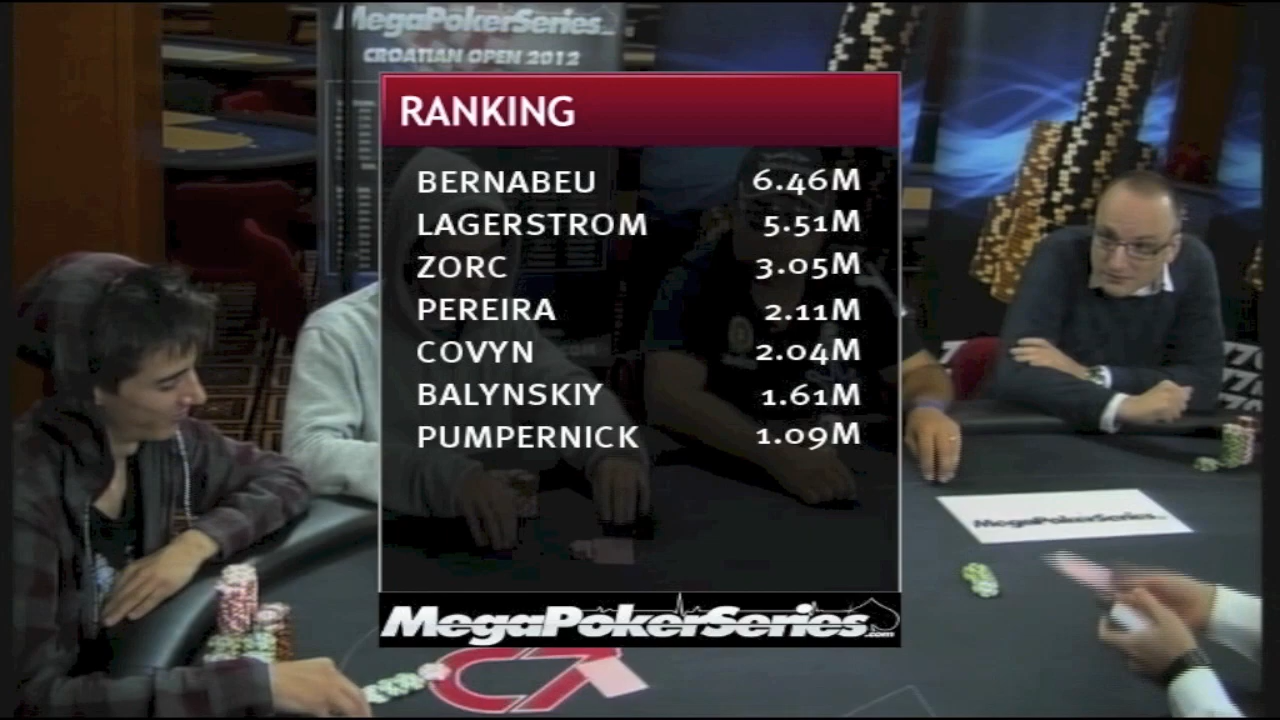 MegaPokerSeries
CROATIAN OPEN 2012
RANKING
BERNABEU 6.46M
LAGERSTROM 5.51M
ZORC 3.05M
PEREIRA 2.11M
COVYN 2.04M
BALYNSKIY 1.61M
PUMPERNICK 1.09M
MegaPokerSeries
MegaPokerSeries.com